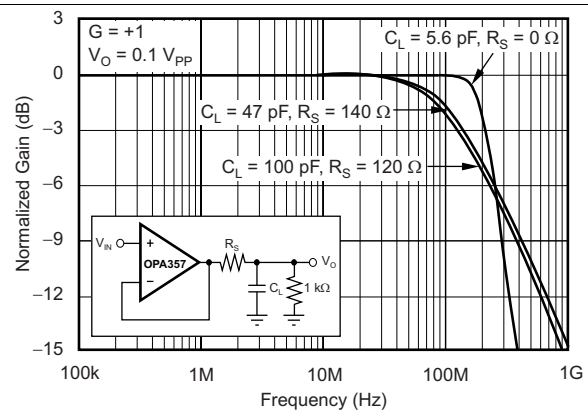 G = +1
V_O = 0.1 V_PP
C_L = 5.6 pF, R_S = 0 Ω
C_L = 47 pF, R_S = 140 Ω
C_L = 100 pF, R_S = 120 Ω
Normalized Gain (dB)
3
0
−3
−6
−9
−12
−15
V_IN
+
−
OPA357
R_S
V_O
C_L
1 kΩ
100k
1M
10M
100M
1G
Frequency (Hz)